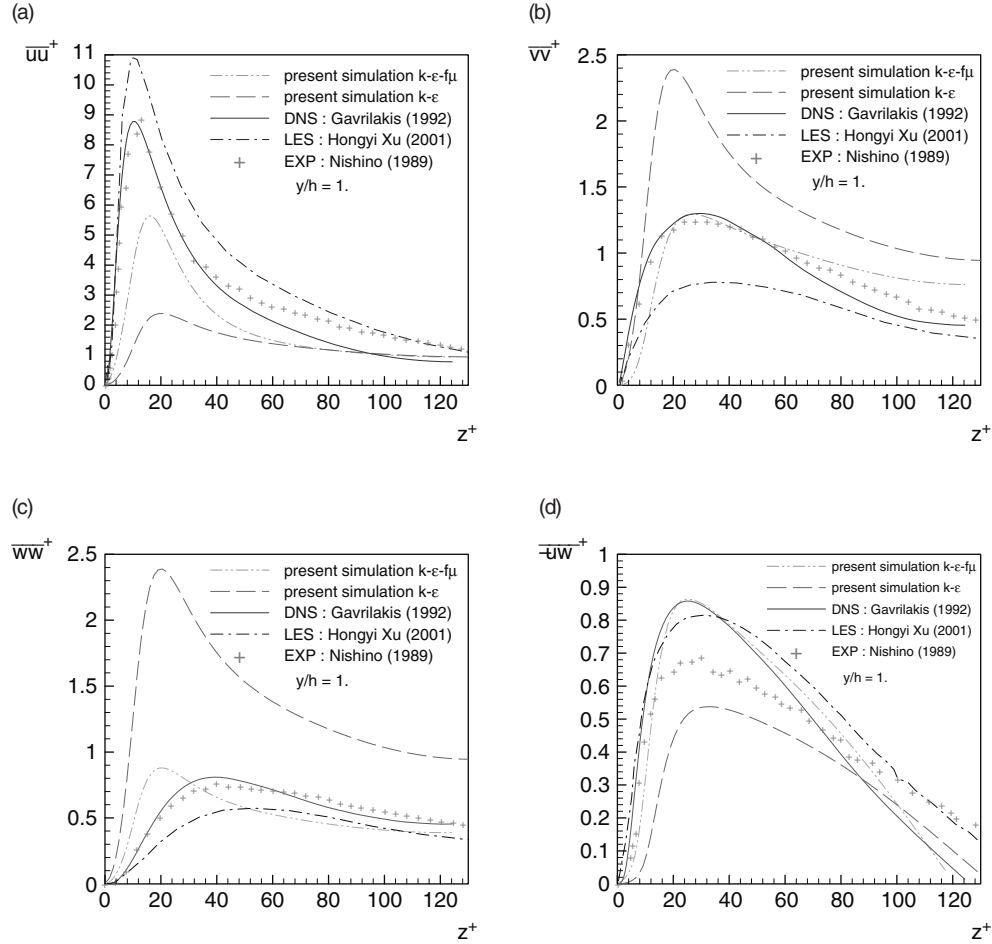 (a)
uu+
11
10
9
8
7
6
5
4
3
2
1
0
0 20 40 60 80 100 120
z+
present simulation k-ε-fμ
present simulation k-ε
DNS : Gavrilakis (1992)
LES : Hongyi Xu (2001)
EXP : Nishino (1989)
y/h = 1.
(b)
vv+
2.5
2
1.5
1
0.5
0
0 20 40 60 80 100 120
z+
present simulation k-ε-fμ
present simulation k-ε
DNS : Gavrilakis (1992)
LES : Hongyi Xu (2001)
EXP : Nishino (1989)
y/h = 1.
(c)
ww+
2.5
2
1.5
1
0.5
0
0 20 40 60 80 100 120
z+
present simulation k-ε-fμ
present simulation k-ε
DNS : Gavrilakis (1992)
LES : Hongyi Xu (2001)
EXP : Nishino (1989)
y/h = 1.
(d)
-uw+
1
0.9
0.8
0.7
0.6
0.5
0.4
0.3
0.2
0.1
0
0 20 40 60 80 100 120
z+
present simulation k-ε-fμ
present simulation k-ε
DNS : Gavrilakis (1992)
LES : Hongyi Xu (2001)
EXP : Nishino (1989)
y/h = 1.